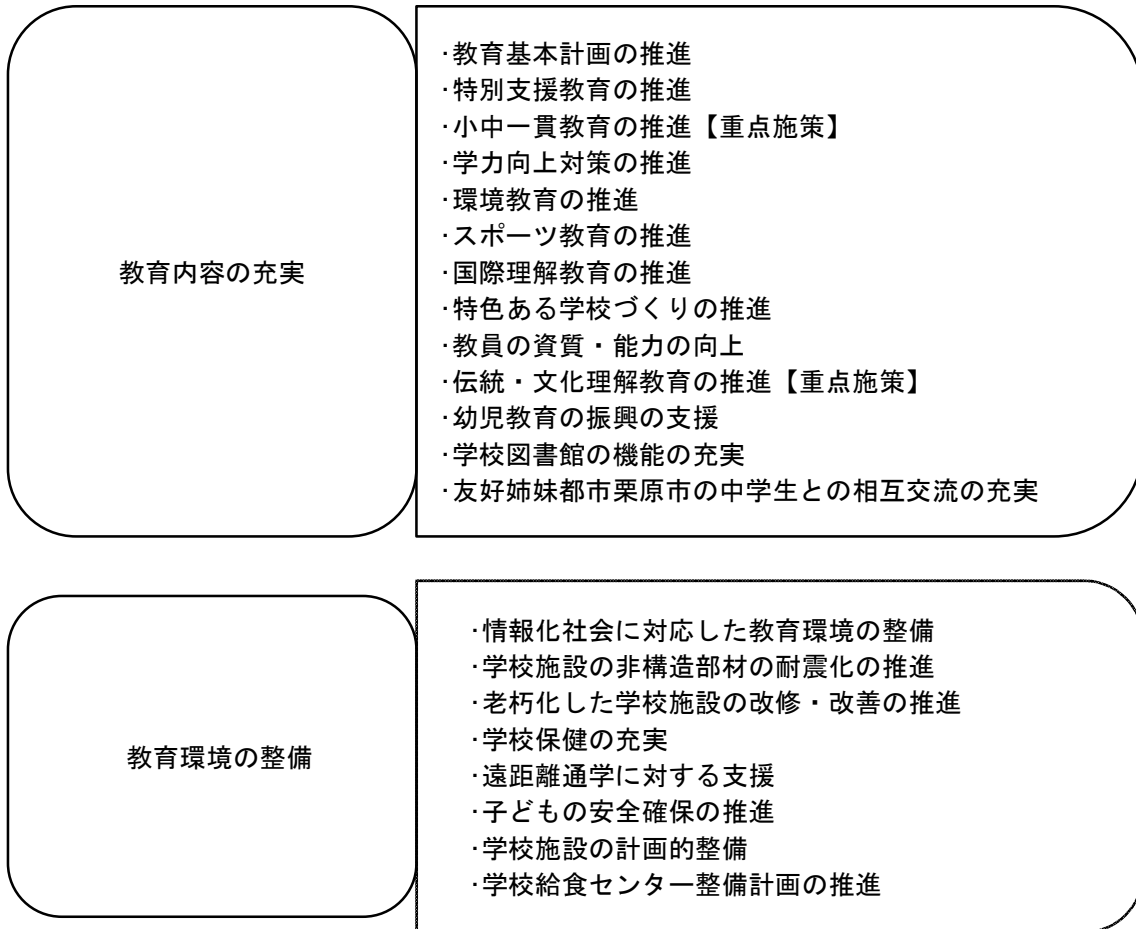 教育内容の充実
·教育基本計画の推進
·特別支援教育の推進
·小中一貫教育の推進【重点施策】
·学力向上対策の推進
·環境教育の推進
·スポーツ教育の推進
·国際理解教育の推進
·特色ある学校づくりの推進
·教員の資質・能力の向上
·伝統・文化理解教育の推進【重点施策】
·幼児教育の振興の支援
·学校図書館の機能の充実
·友好姉妹都市栗原市の中学生との相互交流の充実
教育環境の整備
·情報化社会に対応した教育環境の整備
·学校施設の非構造部材の耐震化の推進
·老朽化した学校施設の改修・改善の推進
·学校保健の充実
·遠距離通学に対する支援
·子どもの安全確保の推進
·学校施設の計画的整備
·学校給食センター整備計画の推進